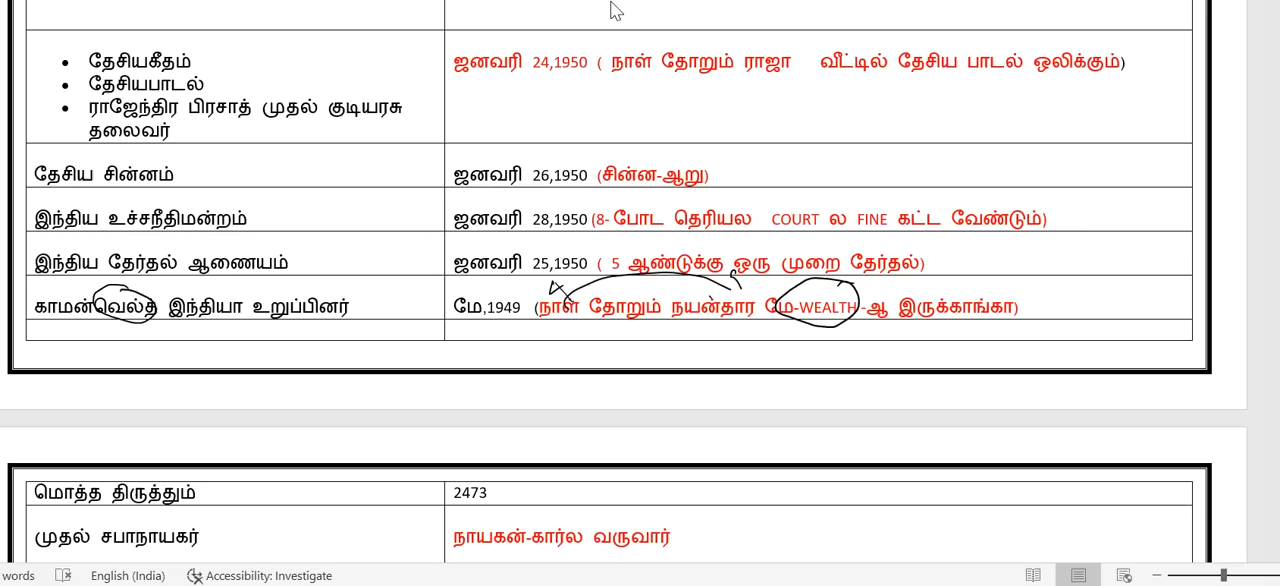 தேசியகீதம்
தேசியபாடல்
ராஜேந்திர பிரசாத் முதல் குடியரசு
தலைவர்
ஜனவரி 24,1950 ( நாள் தோறும் ராஜா வீட்டில் தேசிய பாடல் ஒலிக்கும்)
தேசிய சின்னம்
ஜனவரி 26,1950 (சின்ன-ஆறு)
இந்திய உச்சநீதிமன்றம்
ஜனவரி 28,1950 (8- போட தெரியல COURT ல FINE கட்ட வேண்டும்)
இந்திய தேர்தல் ஆணையம்
ஜனவரி 25,1950 ( 5 ஆண்டுக்கு ஒரு முறை தேர்தல்)
காமன்வெல்த் இந்தியா உறுப்பினர்
மே,1949 (நாள் தோறும் நயன்தார மே-WEALTH -ஆ இருக்காங்கா)
மொத்த திருத்தும்
2473
முதல் சபாநாயகர்
நாயகன்-கார்ல வருவார்
words English (India) Accessibility: Investigate